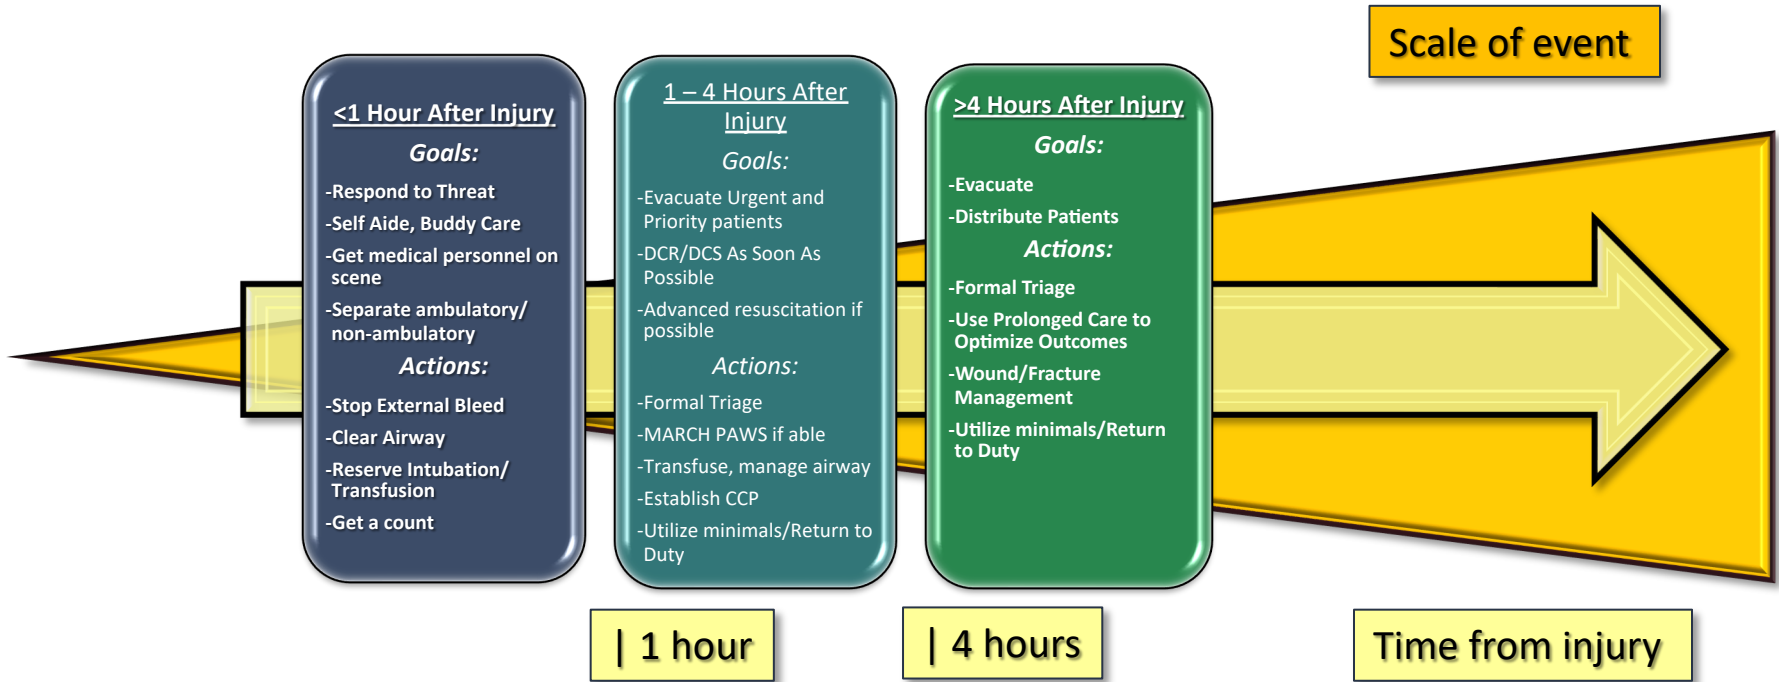 Scale of event
<1 Hour After Injury
Goals:
-Respond to Threat
-Self Aide, Buddy Care
-Get medical personnel on
scene
-Separate ambulatory/
non-ambulatory
Actions:
-Stop External Bleed
-Clear Airway
-Reserve Intubation/
Transfusion
-Get a count
1 – 4 Hours After
Injury
Goals:
-Evacuate Urgent and
Priority patients
-DCR/DCS As Soon As
Possible
-Advanced resuscitation if
possible
Actions:
-Formal Triage
-MARCH PAWS if able
-Transfuse, manage airway
-Establish CCP
-Utilize minimals/Return to
Duty
>4 Hours After Injury
Goals:
-Evacuate
-Distribute Patients
Actions:
-Formal Triage
-Use Prolonged Care to
Optimize Outcomes
-Wound/Fracture
Management
-Utilize minimals/Return
to Duty
| 1 hour
| 4 hours
Time from injury